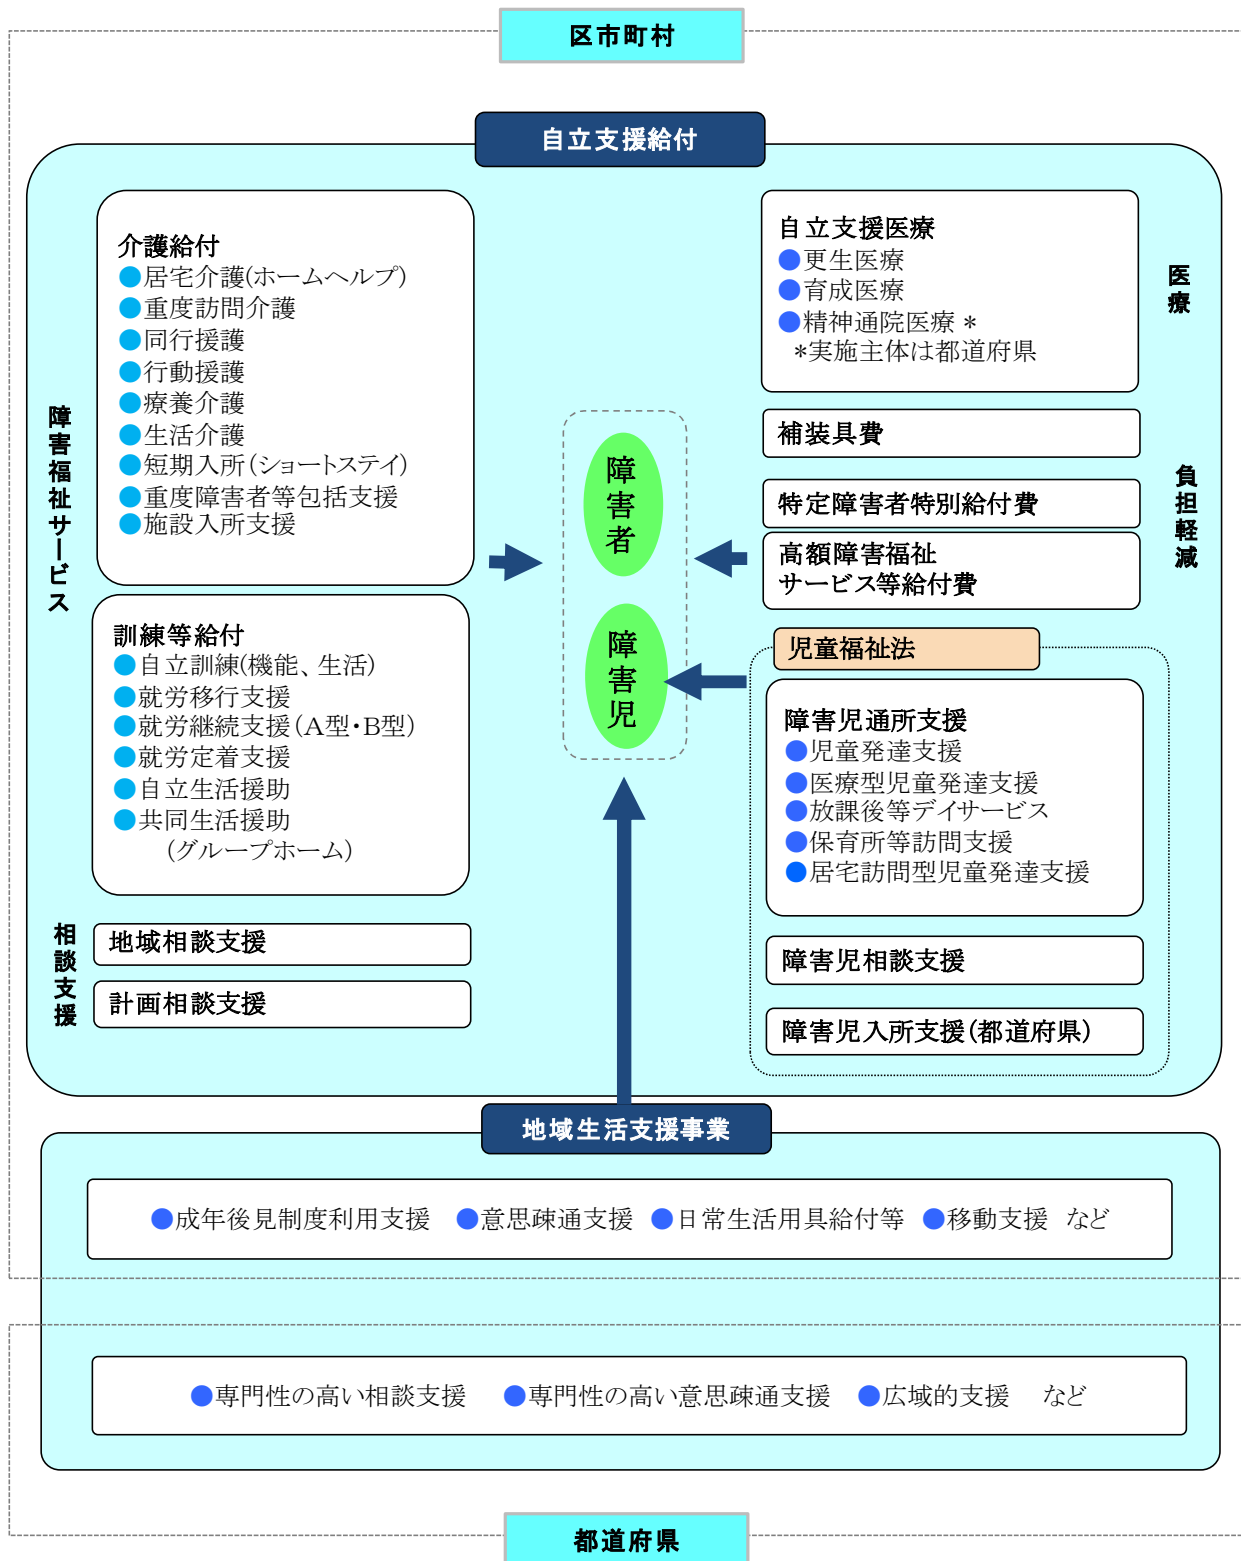 区市町村
自立支援給付
障害福祉サービス
介護給付
●居宅介護(ホームヘルプ)
●重度訪問介護
●同行援護
●行動援護
●療養介護
●生活介護
●短期入所(ショートステイ)
●重度障害者等包括支援
●施設入所支援
訓練等給付
●自立訓練(機能、生活)
●就労移行支援
●就労継続支援(A型・B型)
●就労定着支援
●自立生活援助
●共同生活援助
(グループホーム)
相談支援
地域相談支援
計画相談支援
障害者
障害児
自立支援医療
●更生医療
●育成医療
●精神通院医療 *
*実施主体は都道府県
医療
補装具費
負担軽減
特定障害者特別給付費
高額障害福祉
サービス等給付費
児童福祉法
障害児通所支援
●児童発達支援
●医療型児童発達支援
●放課後等デイサービス
●保育所等訪問支援
●居宅訪問型児童発達支援
障害児相談支援
障害児入所支援(都道府県)
地域生活支援事業
●成年後見制度利用支援 ●意思疎通支援 ●日常生活用具給付等 ●移動支援 など
●専門性の高い相談支援 ●専門性の高い意思疎通支援 ●広域的支援 など
都道府県